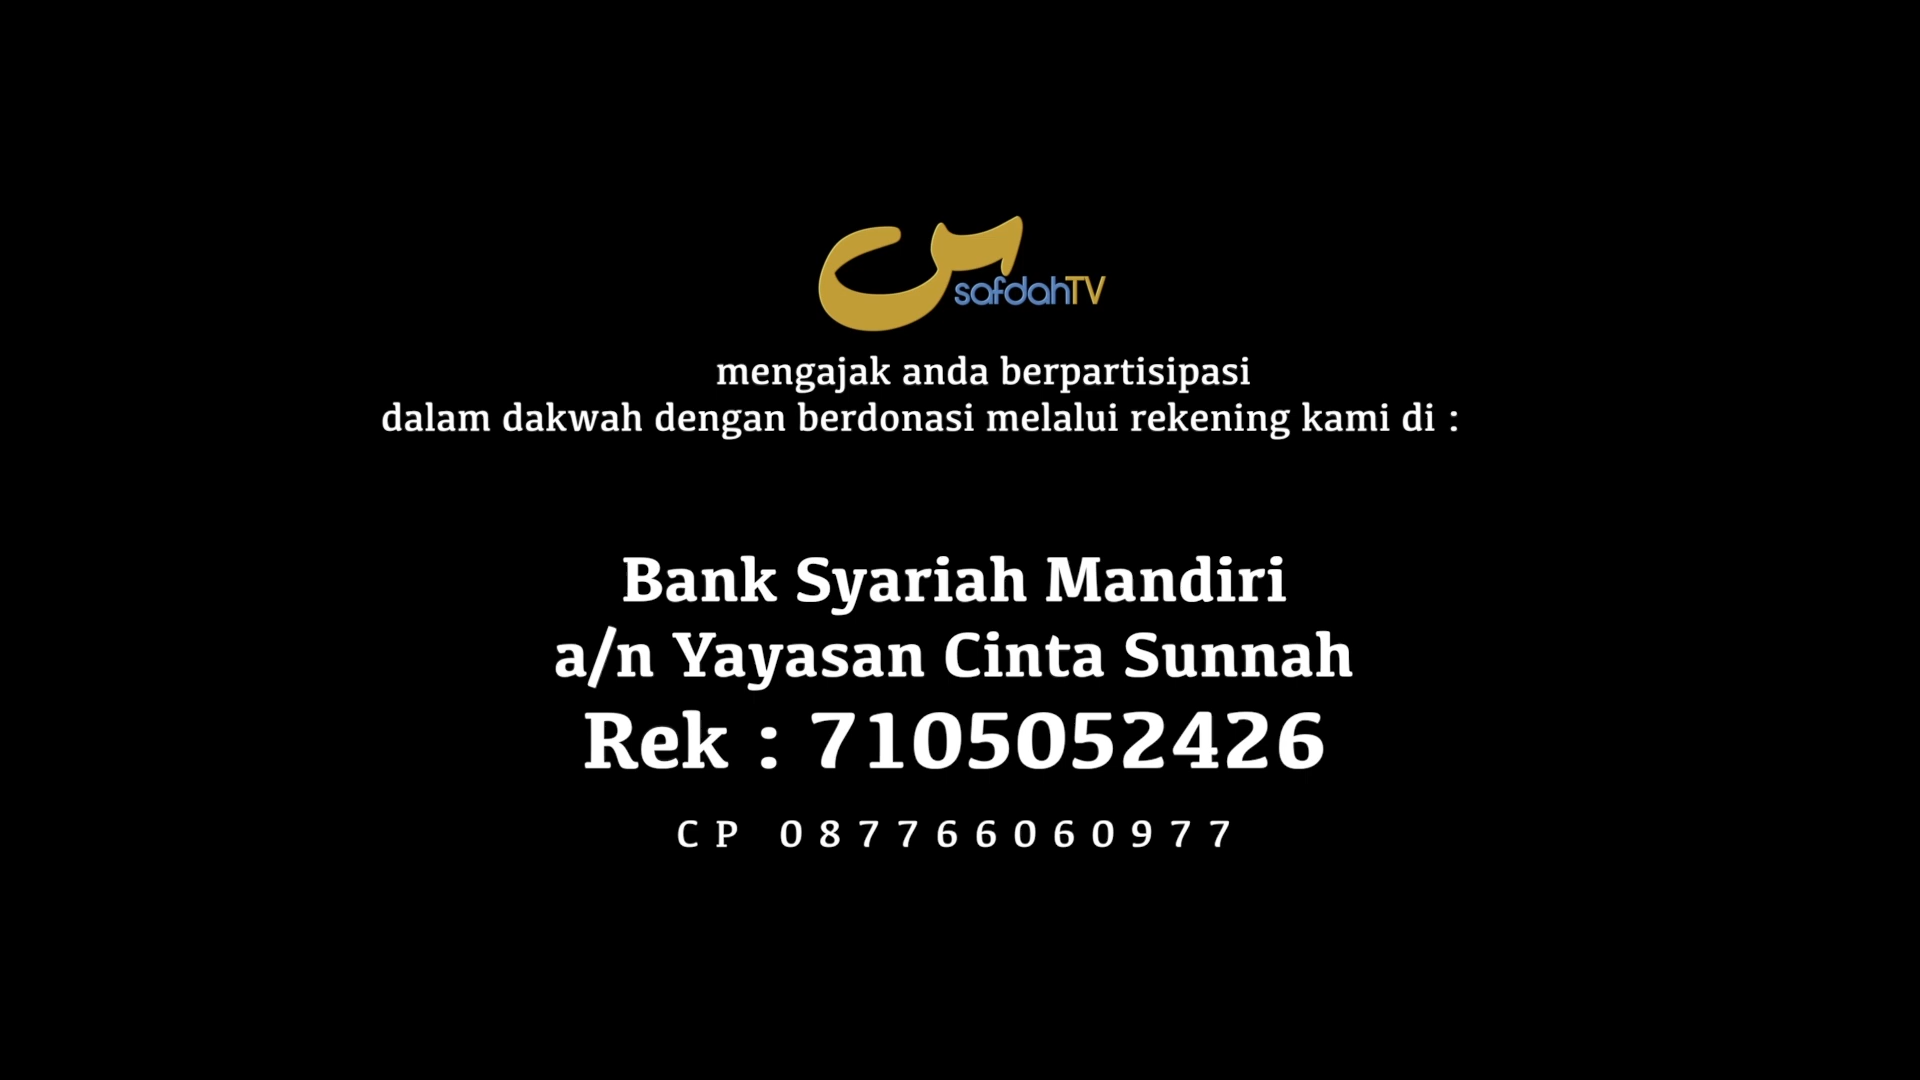 safdahTV
mengajak anda berpartisipasi
dalam dakwah dengan berdonasi melalui rekening kami di :
Bank Syariah Mandiri
a/n Yayasan Cinta Sunnah
Rek : 7105052426
CP 087766060977